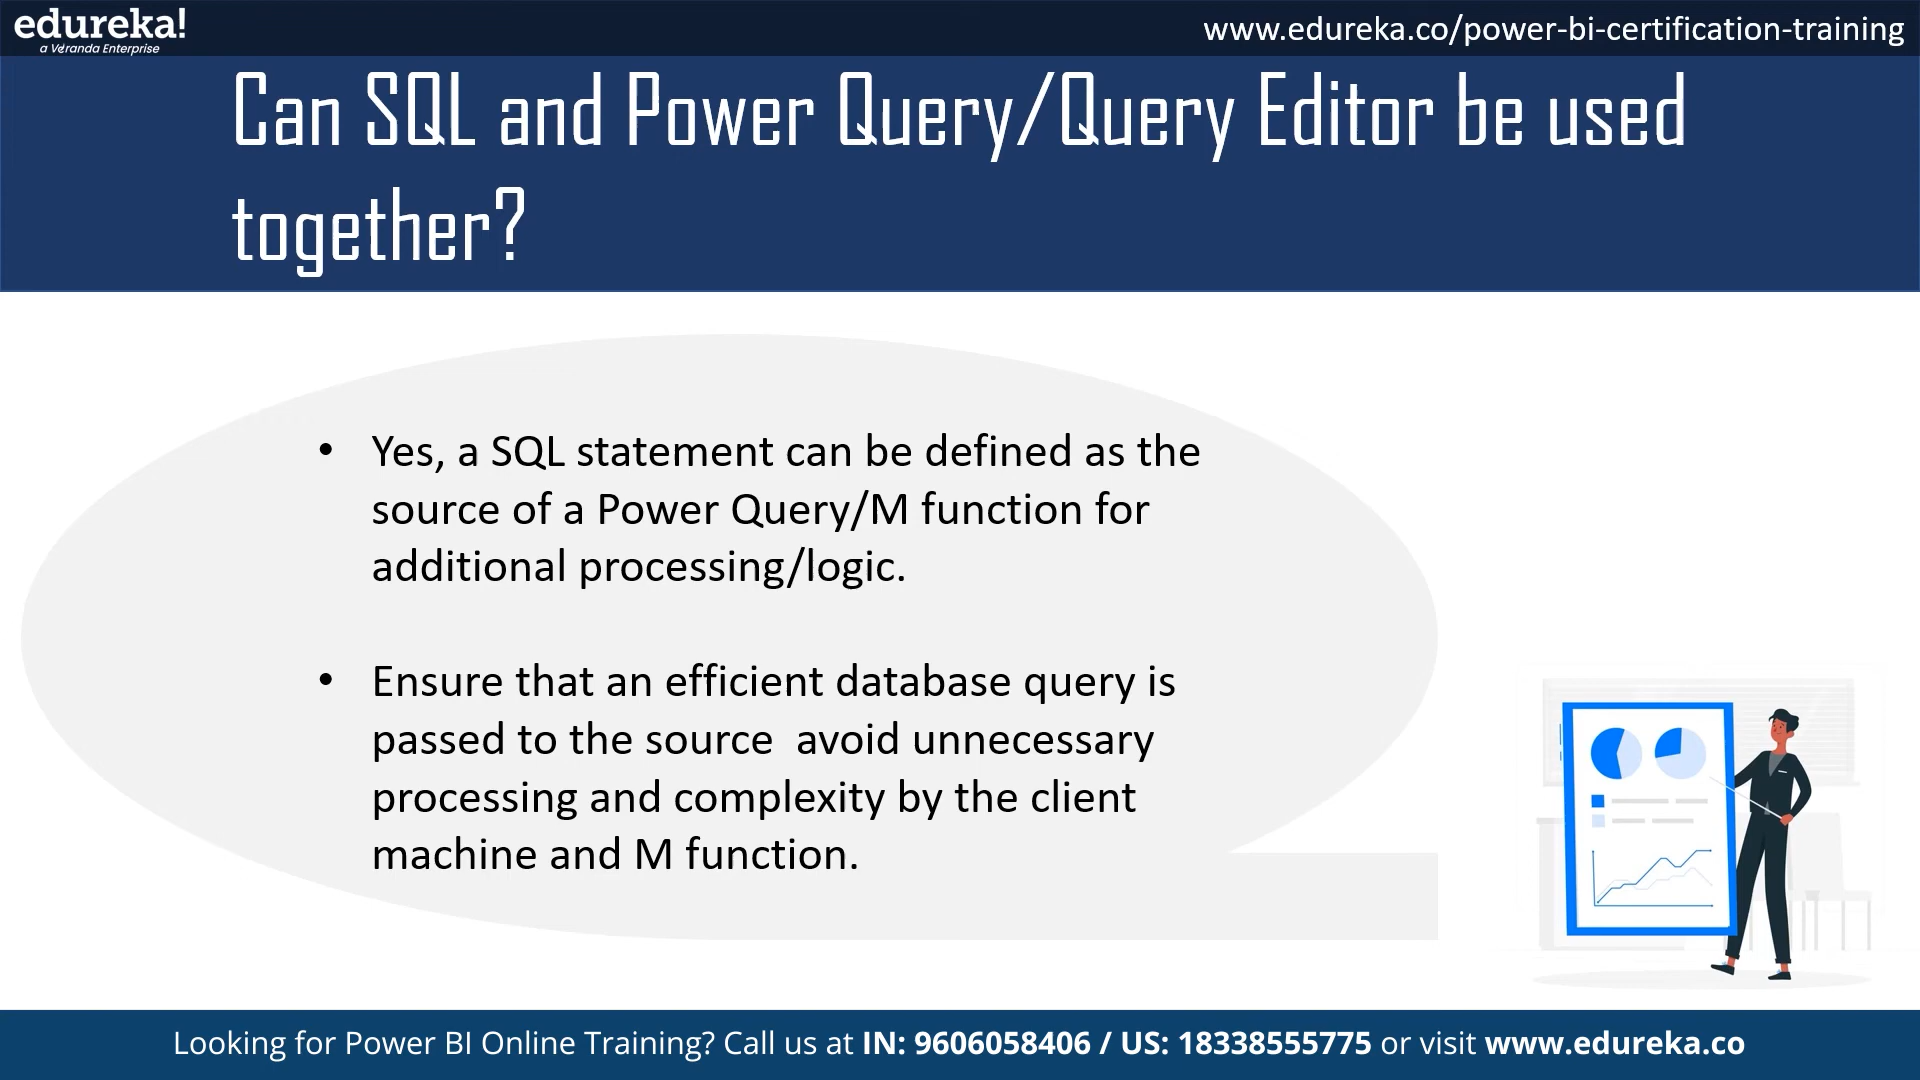 edureka!
a Veranda Enterprise
www.edureka.co/power-bi-certification-training
Can SQL and Power Query/Query Editor be used
together?
• Yes, a SQL statement can be defined as the
source of a Power Query/M function for
additional processing/logic.
• Ensure that an efficient database query is
passed to the source  avoid unnecessary
processing and complexity by the client
machine and M function.
Looking for Power BI Online Training? Call us at IN: 9606058406 / US: 18338555775 or visit www.edureka.co